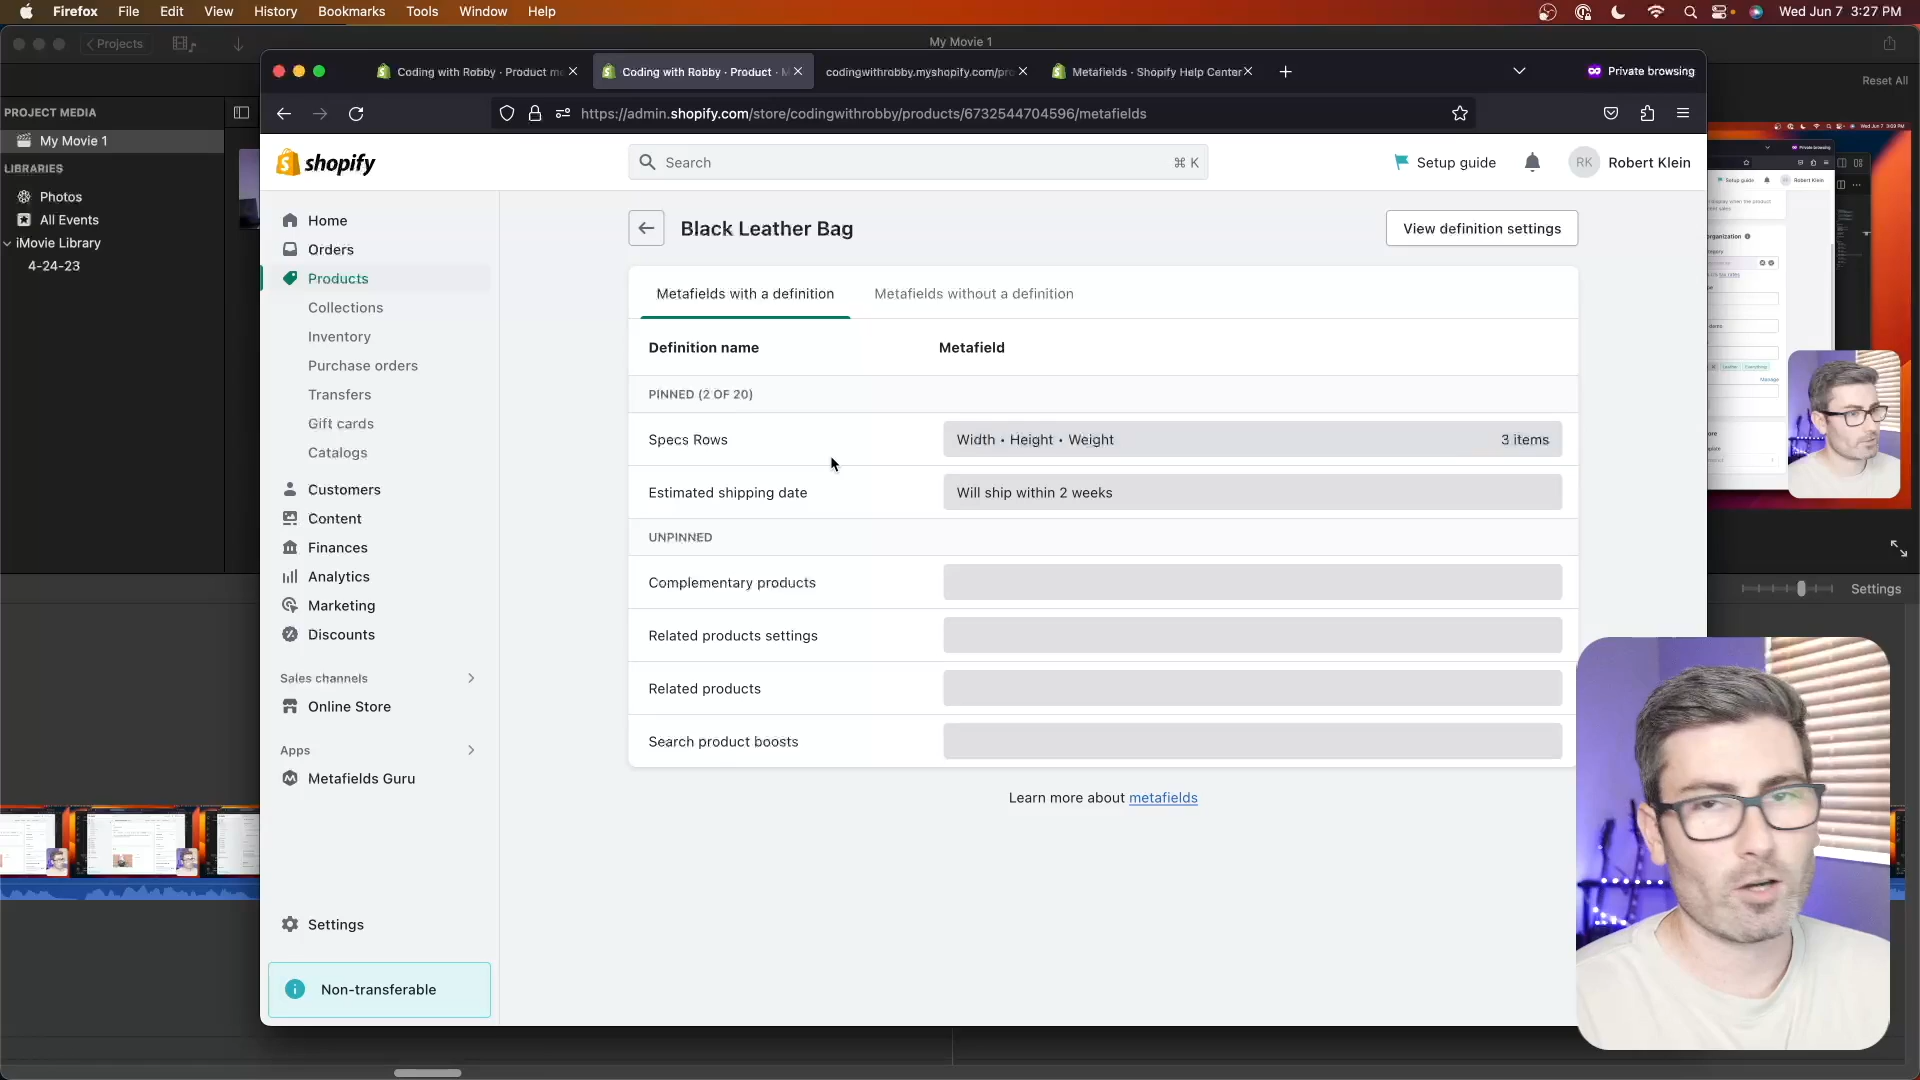 Firefox File Edit View History Bookmarks Tools Window Help
Wed Jun 7 3:27 PM
Projects
My Movie 1
Reset All
PROJECT MEDIA
My Movie 1
LIBRARIES
Photos
All Events
iMovie Library
4-24-23
Settings
Coding with Robby · Product me
Coding with Robby · Product · M
codingwithrobby.myshopify.com/pro
Metafields · Shopify Help Center
Private browsing
https://admin.shopify.com/store/codingwithrobby/products/6732544704596/metafields
shopify
Search
⌘ K
Setup guide
RK
Robert Klein
Home
Orders
Products
Collections
Inventory
Purchase orders
Transfers
Gift cards
Catalogs
Customers
Content
Finances
Analytics
Marketing
Discounts
Sales channels
Online Store
Apps
Metafields Guru
Settings
Non-transferable
Black Leather Bag
View definition settings
Metafields with a definition
Metafields without a definition
Definition name
Metafield
PINNED (2 OF 20)
Specs Rows
Width • Height • Weight
3 items
Estimated shipping date
Will ship within 2 weeks
UNPINNED
Complementary products
Related products settings
Related products
Search product boosts
Learn more about metafields